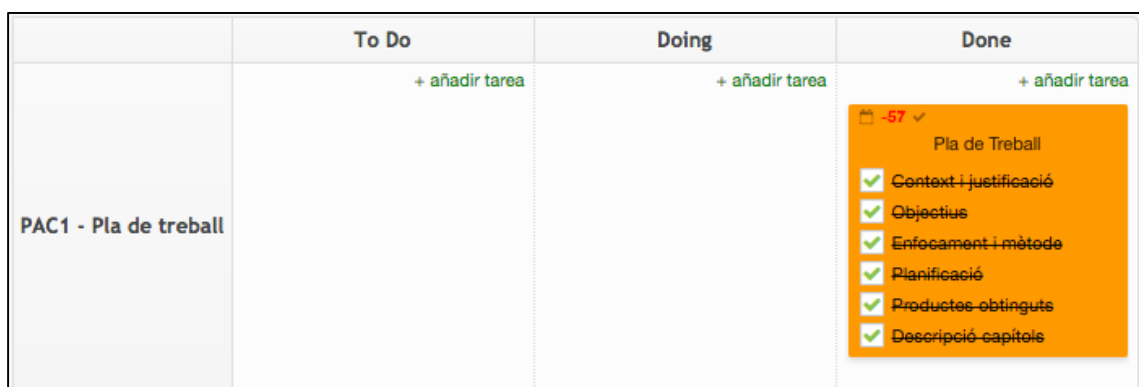 To Do
Doing
Done
+ añadir tarea
+ añadir tarea
+ añadir tarea
-57
Pla de Treball
Context i justificació
Objectius
Enfocament i mètode
Planificació
Productes obtinguts
Descripció capítols
PAC1 - Pla de treball